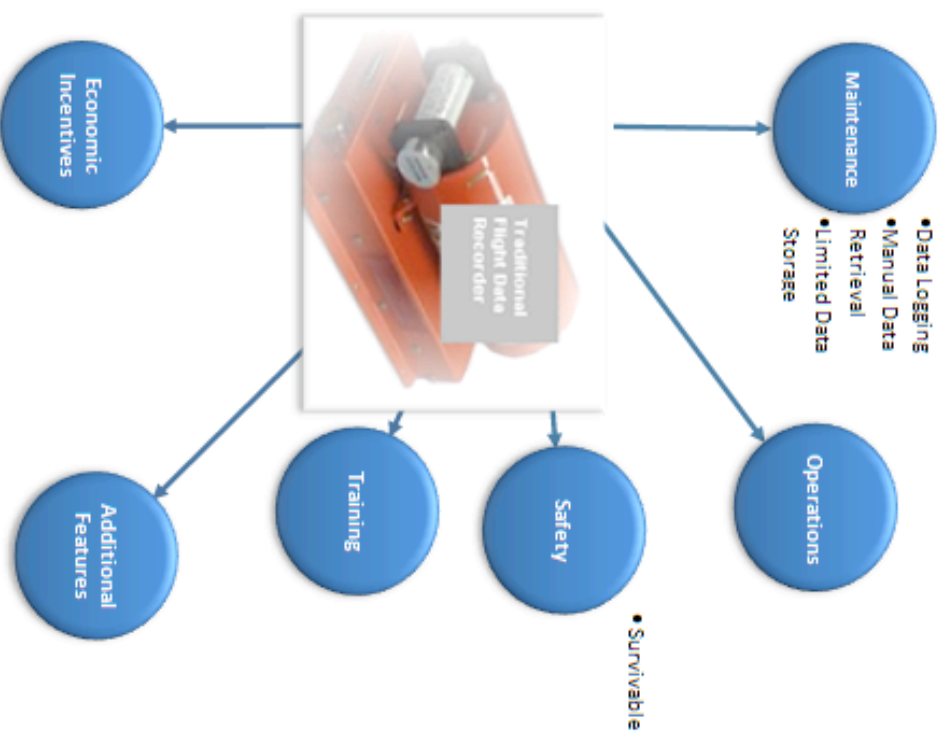 Maintenance
•Data Logging
•Manual Data
Retrieval
•Limited Data
Storage
Operations
Traditional
Flight Data
Recorder
Safety
• Survivable
Training
Economic
Incentives
Additional
Features